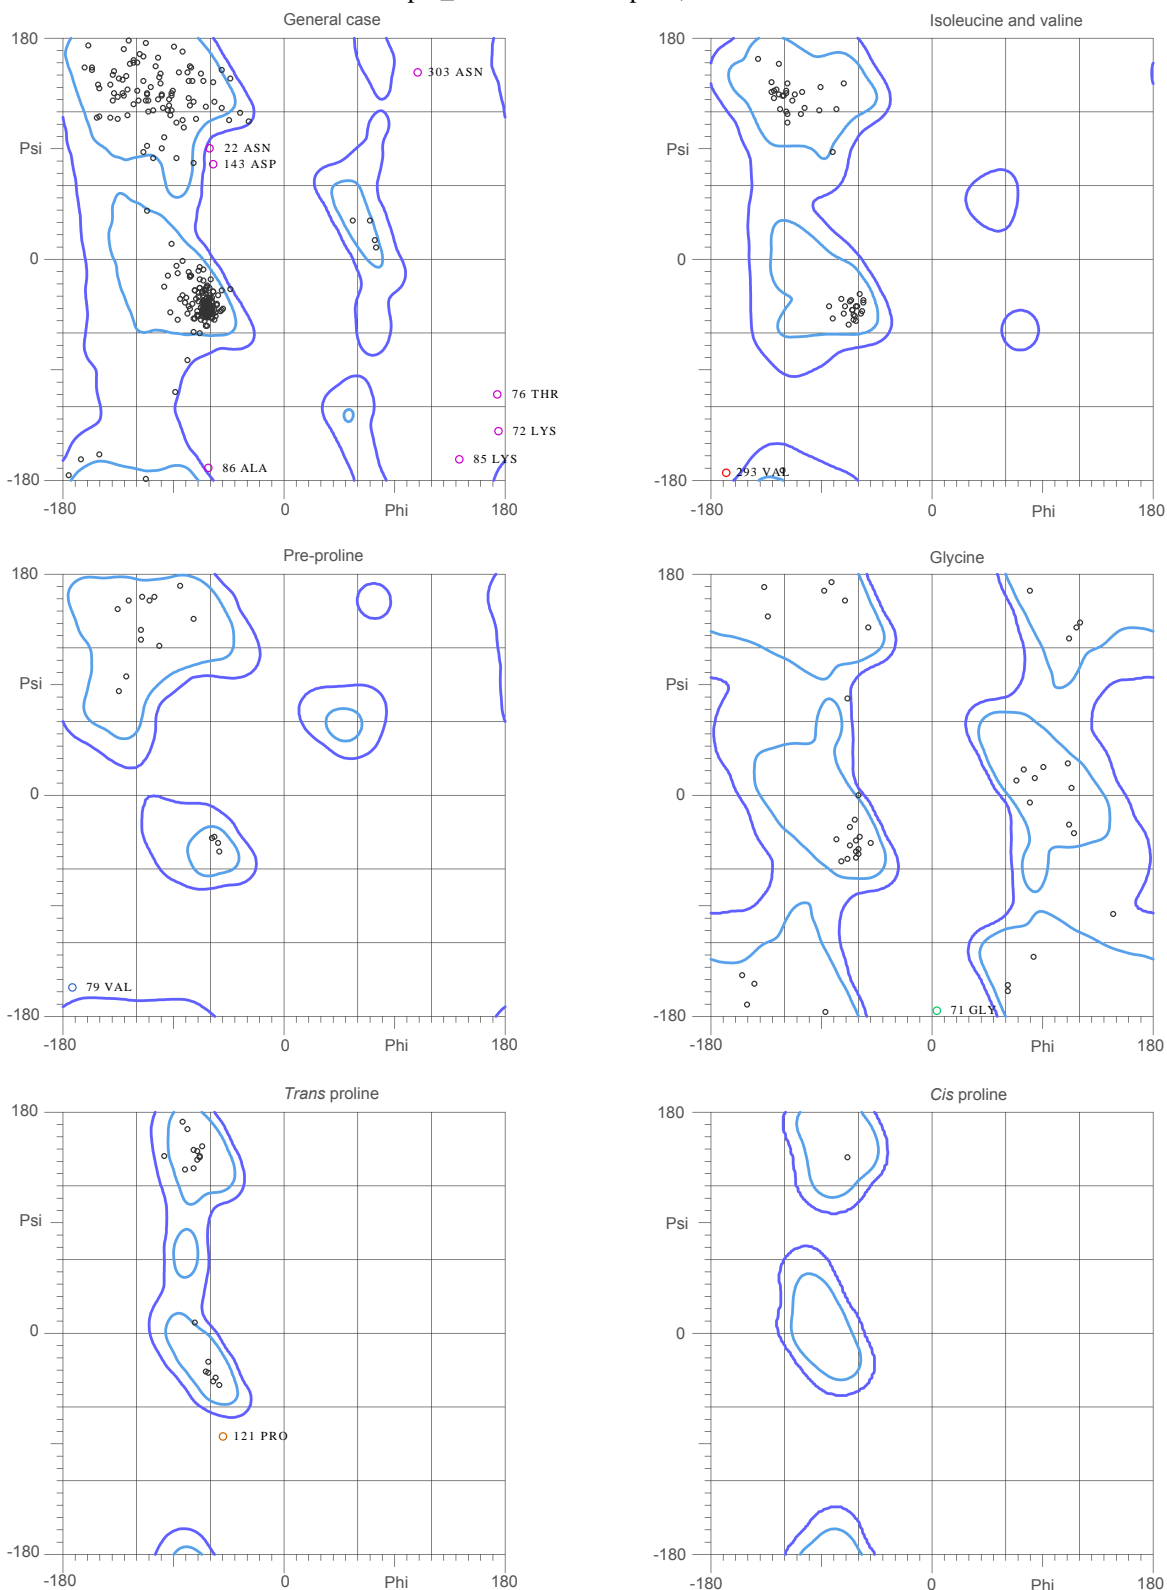 General case
180
Psi
0
-180
-180
0
Phi
180
303 ASN
22 ASN
143 ASP
76 THR
72 LYS
85 LYS
86 ALA
Isoleucine and valine
180
Psi
0
-180
-180
0
Phi
180
293 VAL
Pre-proline
180
Psi
0
-180
-180
0
Phi
180
79 VAL
Glycine
180
Psi
0
-180
-180
0
Phi
180
71 GLY
Trans proline
180
Psi
0
-180
-180
0
Phi
180
121 PRO
Cis proline
180
Psi
0
-180
-180
0
Phi
180